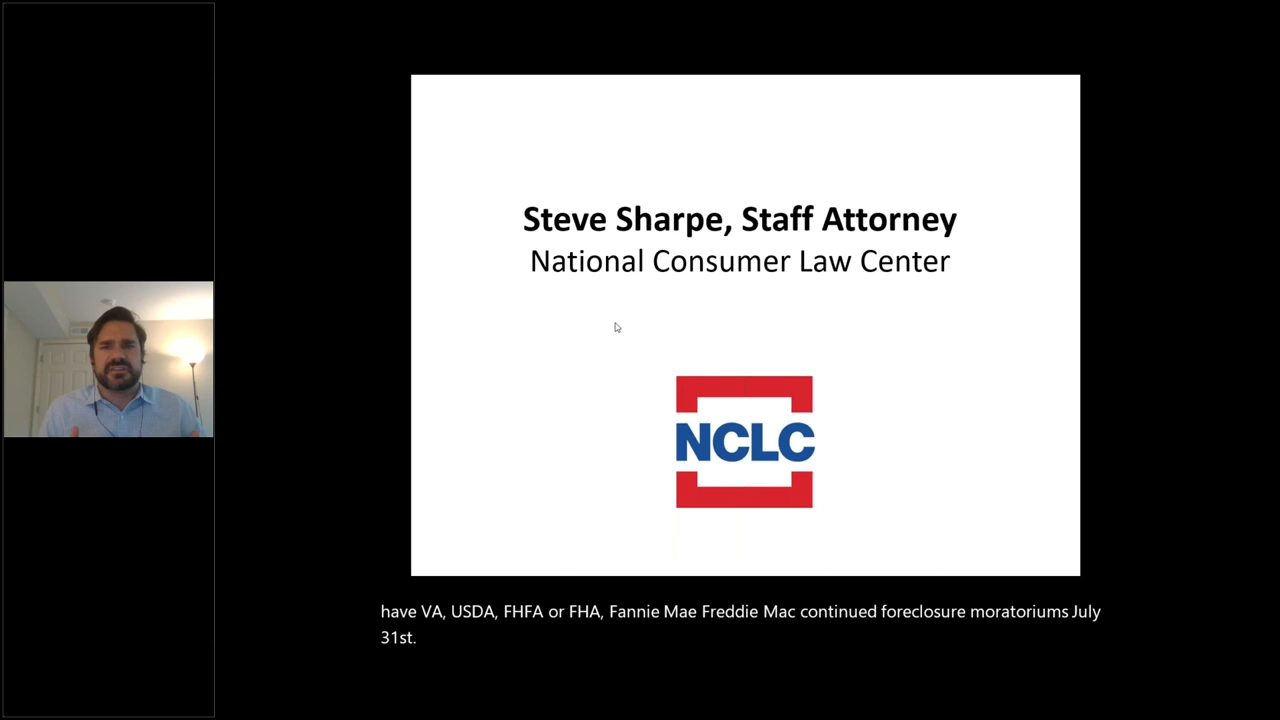 Steve Sharpe, Staff Attorney
National Consumer Law Center
NCLC
have VA, USDA, FHFA or FHA, Fannie Mae Freddie Mac continued foreclosure moratoriums July
31st.